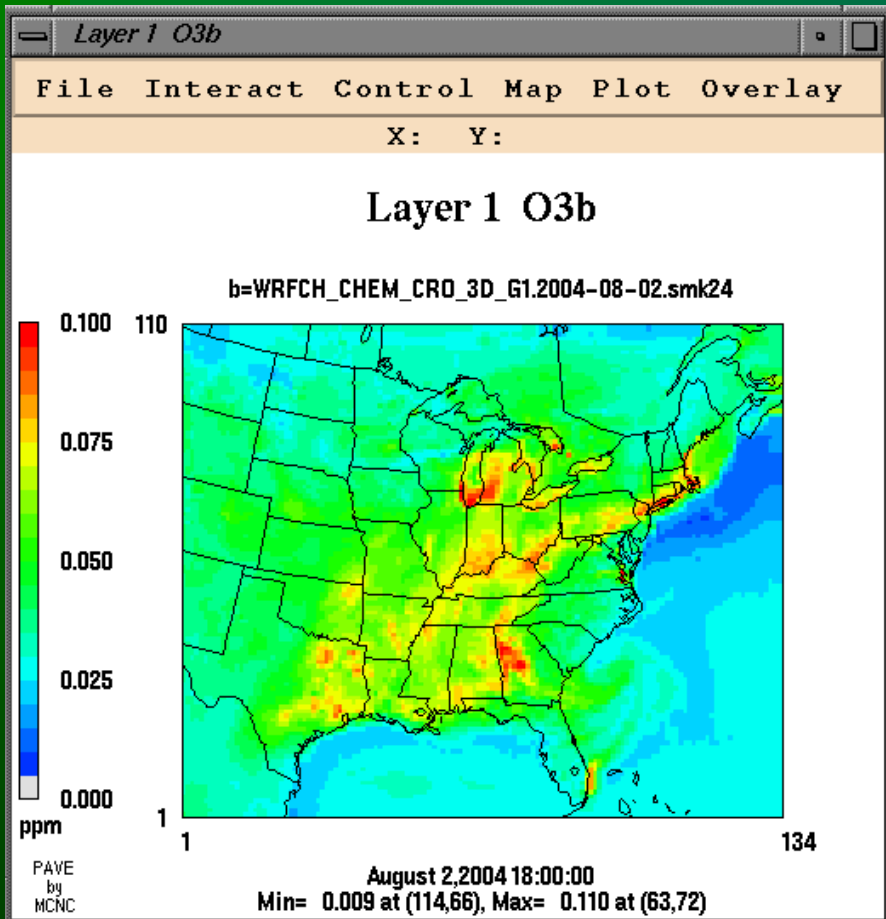 Layer 1 O3b
File Interact Control Map Plot Overlay
X: Y:
Layer 1 O3b
b=WRFCH_CHEM_CRO_3D_G1.2004-08-02.smk24
0.100
0.075
0.050
0.025
0.000
ppm
110
1
1
134
PAVE
by
MCNC
August 2,2004 18:00:00
Min= 0.009 at (114,66), Max= 0.110 at (63,72)